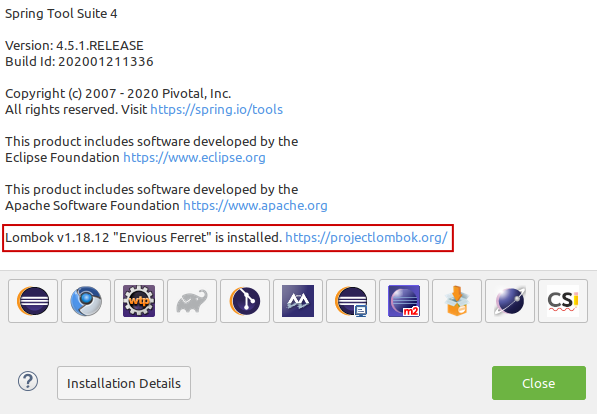 Spring Tool Suite 4
Version: 4.5.1.RELEASE
Build Id: 202001211336
Copyright (c) 2007 - 2020 Pivotal, Inc.
All rights reserved. Visit https://spring.io/tools
This product includes software developed by the
Eclipse Foundation https://www.eclipse.org
This product includes software developed by the
Apache Software Foundation https://www.apache.org
Lombok v1.18.12 "Envious Ferret" is installed. https://projectlombok.org/
wtp
m2
CSi
?
Installation Details
Close